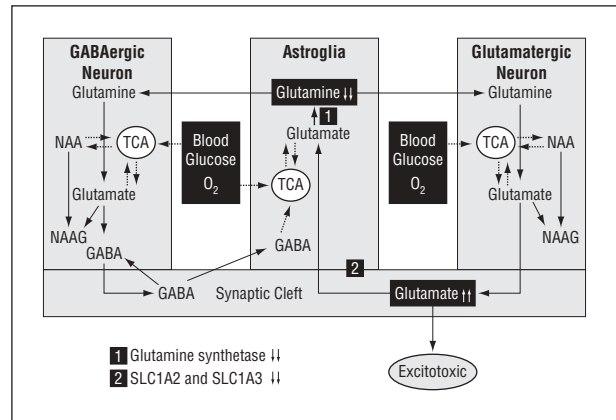 GABAergic
Neuron
Astroglia
Glutamatergic
Neuron
Glutamine
Glutamine ↓↓
Glutamine
1
Glutamate
NAA
TCA
Blood
Glucose
O2
TCA
Blood
Glucose
O2
TCA
NAA
Glutamate
Glutamate
NAAG
GABA
GABA
NAAG
2
GABA
Synaptic Cleft
Glutamate ↑↑
1 Glutamine synthetase ↓↓
2 SLC1A2 and SLC1A3 ↓↓
Excitotoxic